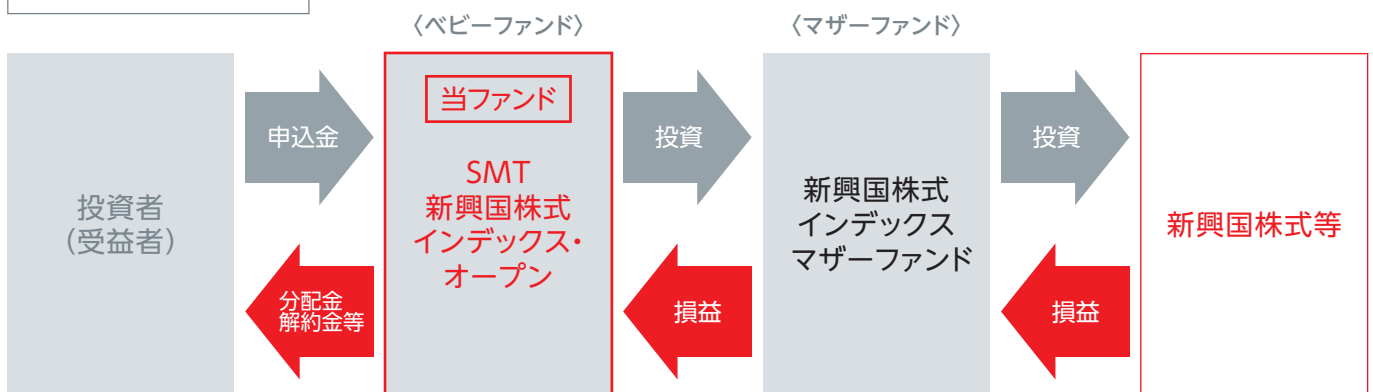 〈ベビーファンド〉
〈マザーファンド〉
投資者
(受益者)
申込金
分配金
解約金等
当ファンド
SMT
新興国株式
インデックス・
オープン
投資
損益
新興国株式
インデックス
マザーファンド
投資
損益
新興国株式等